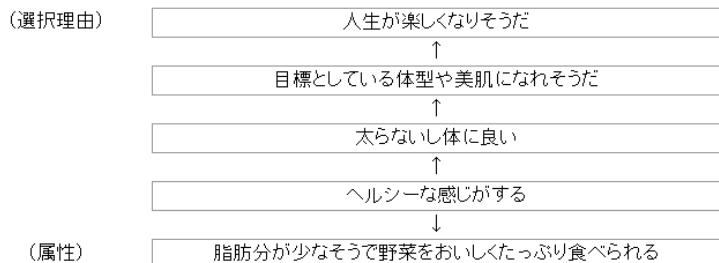 （選択理由）
人生が楽しくなりそうだ
↑
目標としている体型や美肌になれそうだ
↑
太らないし体に良い
↑
ヘルシーな感じがする
↓
（属性）
脂肪分が少なそうで野菜をおいしくたっぷり食べられる